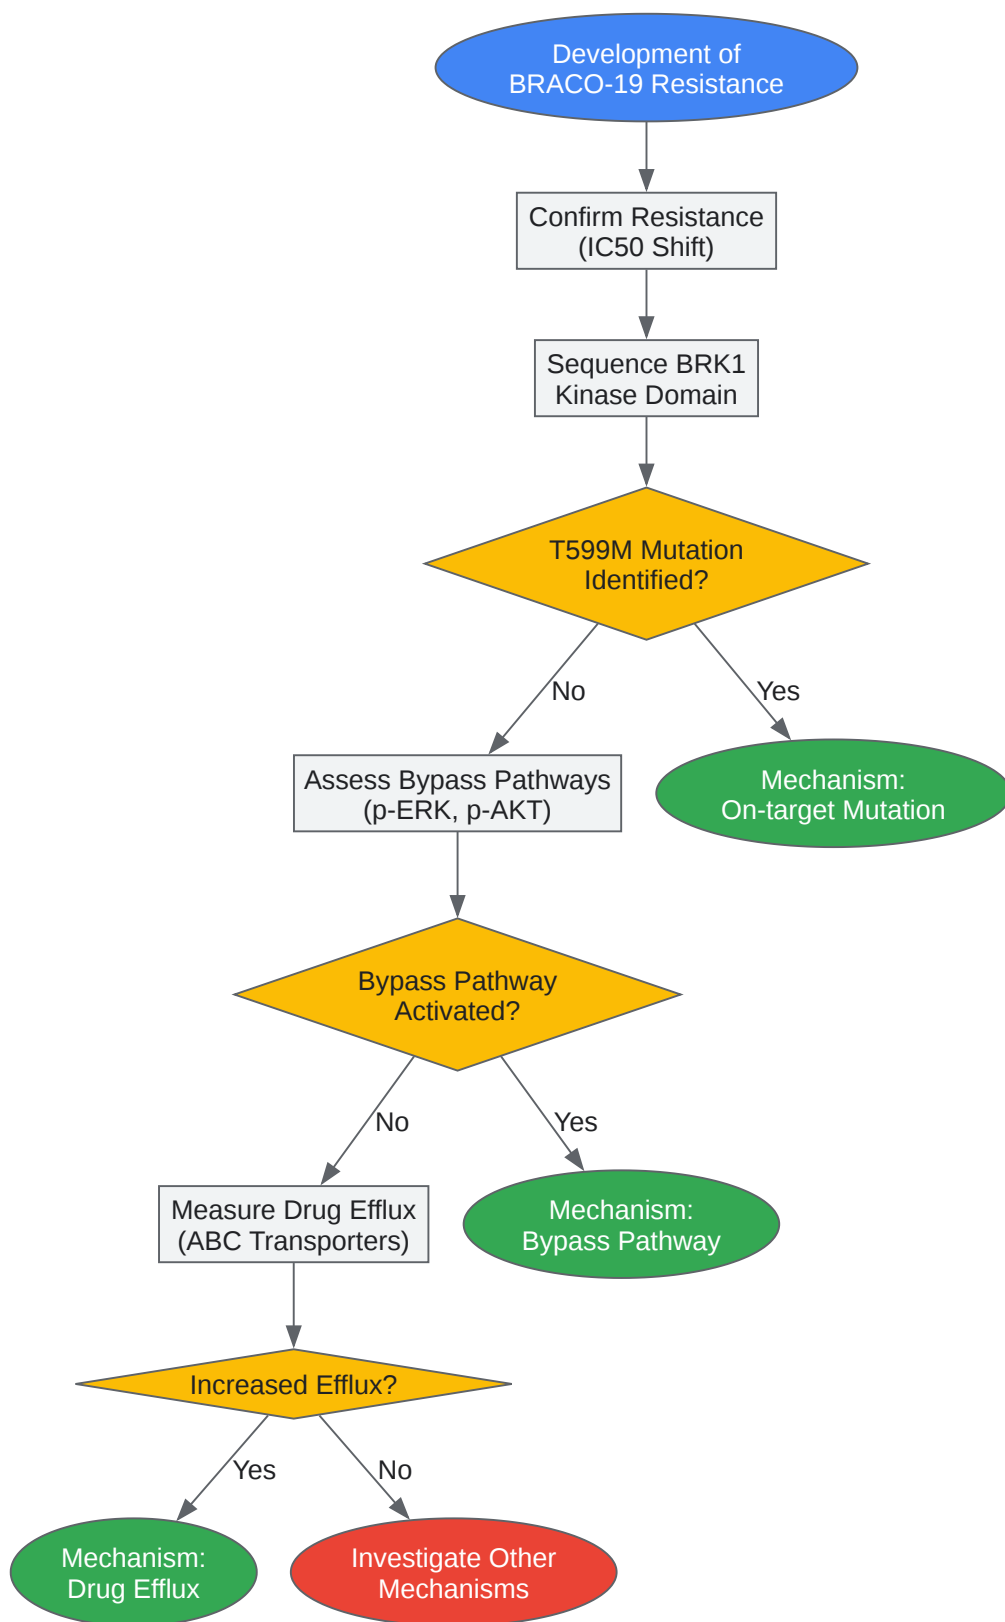 Development of
BRACO-19 Resistance
Confirm Resistance
(IC50 Shift)
Sequence BRK1
Kinase Domain
T599M Mutation
Identified?
No
Yes
Assess Bypass Pathways
(p-ERK, p-AKT)
Mechanism:
On-target Mutation
Bypass Pathway
Activated?
No
Yes
Measure Drug Efflux
(ABC Transporters)
Mechanism:
Bypass Pathway
Increased Efflux?
Yes
No
Mechanism:
Drug Efflux
Investigate Other
Mechanisms